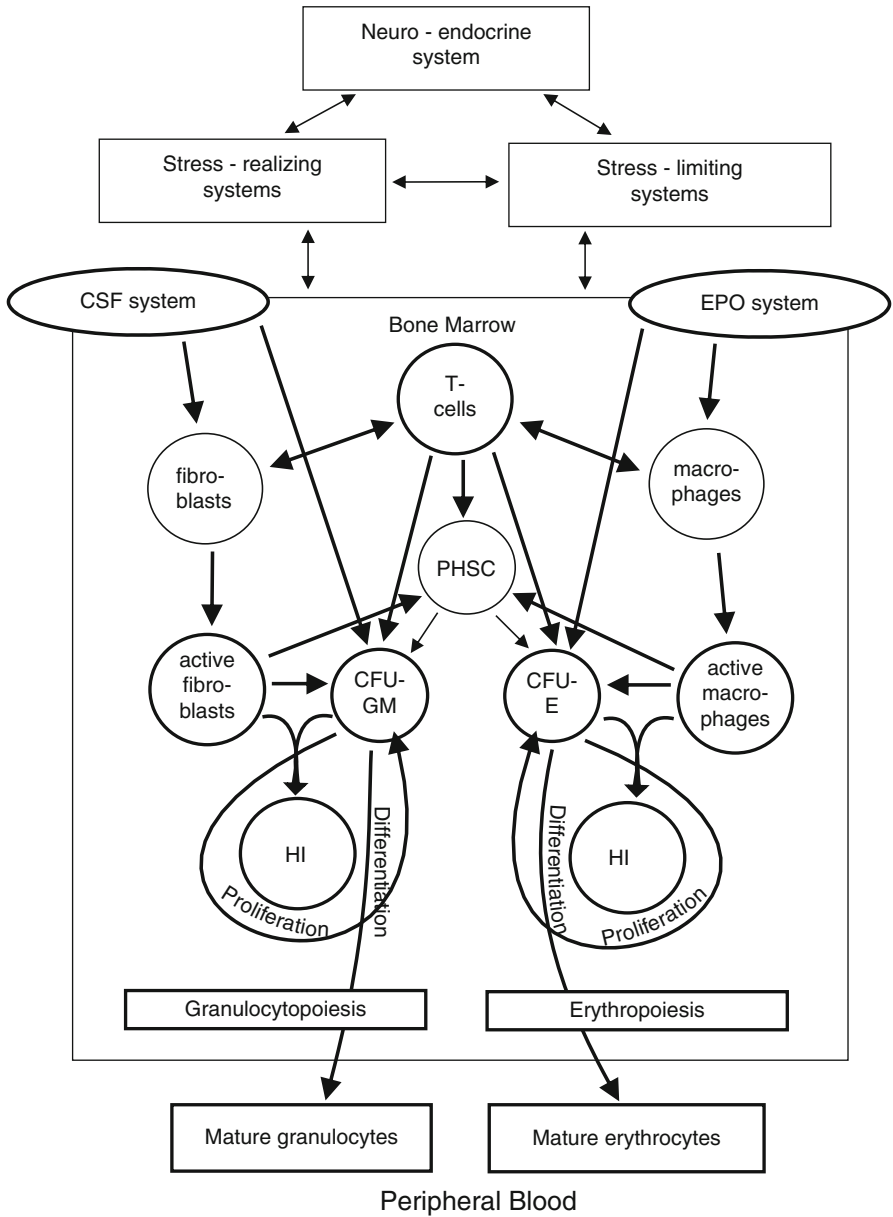 Neuro - endocrine
system
Stress - realizing
systems
Stress - limiting
systems
CSF system
EPO system
Bone Marrow
T-
cells
fibro-
blasts
macro-
phages
PHSC
active
fibro-
blasts
CFU-
GM
CFU-
E
active
macro-
phages
HI
HI
Differentiation
Differentiation
Proliferation
Proliferation
Granulocytopoiesis
Erythropoiesis
Mature granulocytes
Mature erythrocytes
Peripheral Blood